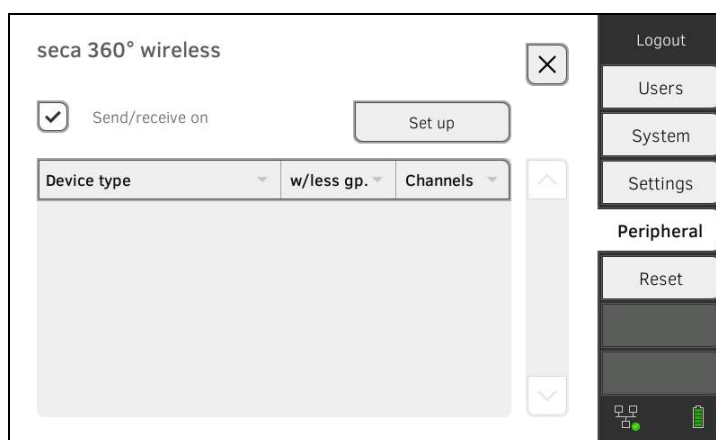 seca 360° wireless
Send/receive on
Set up
Device type w/less gp. Channels
Logout
Users
System
Settings
Peripheral
Reset